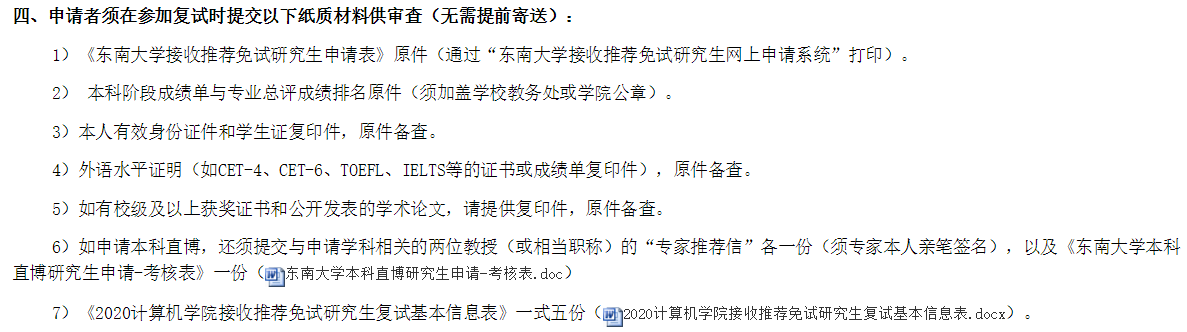 四、申请者须在参加复试时提交以下纸质材料供审查（无需提前寄送）：
1）《东南大学接收推荐免试研究生申请表》原件（通过“东南大学接收推荐免试研究生网上申请系统”打印）。
2） 本科阶段成绩单与专业总评成绩排名原件（须加盖学校教务处或学院公章）。
3）本人有效身份证件和学生证复印件，原件备查。
4）外语水平证明（如CET-4、CET-6、TOEFL、IELTS等的证书或成绩单复印件），原件备查。
5）如有校级及以上获奖证书和公开发表的学术论文，请提供复印件，原件备查。
6）如申请本科直博，还须提交与申请学科相关的两位教授（或相当职称）的“专家推荐信”各一份（须专家本人亲笔签名），以及《东南大学本科
直博研究生申请-考核表》一份（东南大学本科直博研究生申请-考核表.doc）
7）《2020计算机学院接收推荐免试研究生复试基本信息表》一式五份（2020计算机学院接收推荐免试研究生复试基本信息表.docx）。